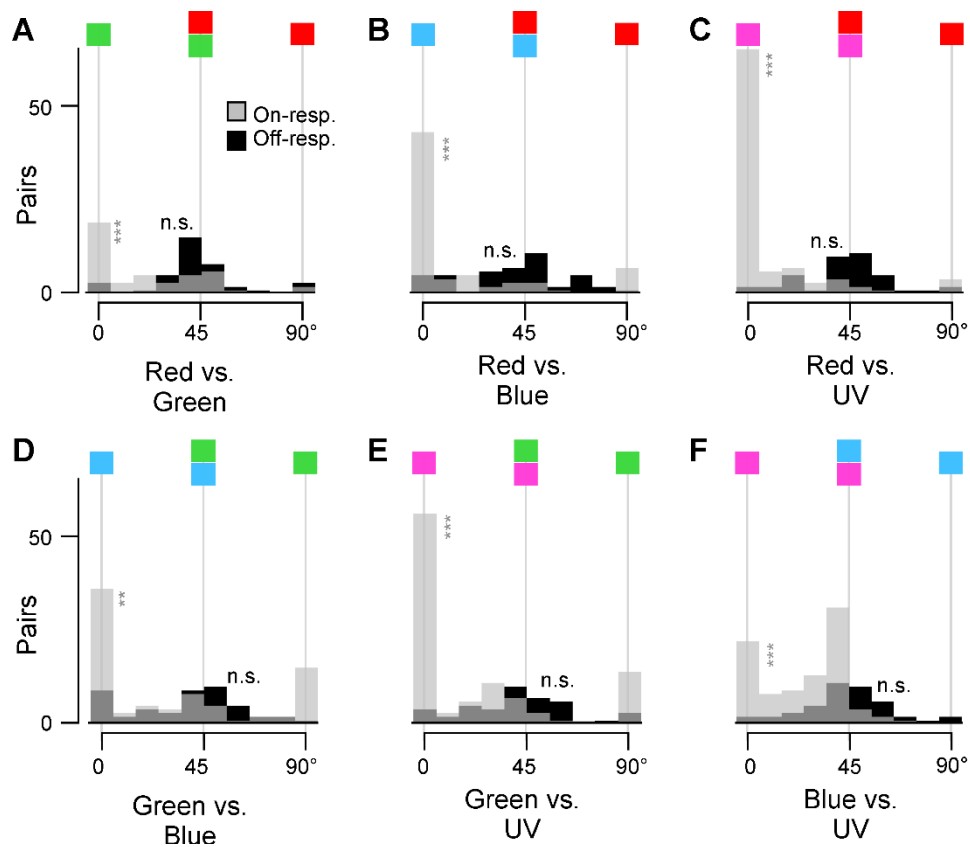 A B C
50
On-resp.
Off-resp.
Pairs
***
n.s.
***
n.s.
***
n.s.
0
0 45 90° 0 45 90° 0 45 90°
Red vs.
Green
Red vs.
Blue
Red vs.
UV
D E F
50
Pairs
**
n.s.
***
n.s.
***
n.s.
0
0 45 90° 0 45 90° 0 45 90°
Green vs.
Blue
Green vs.
UV
Blue vs.
UV